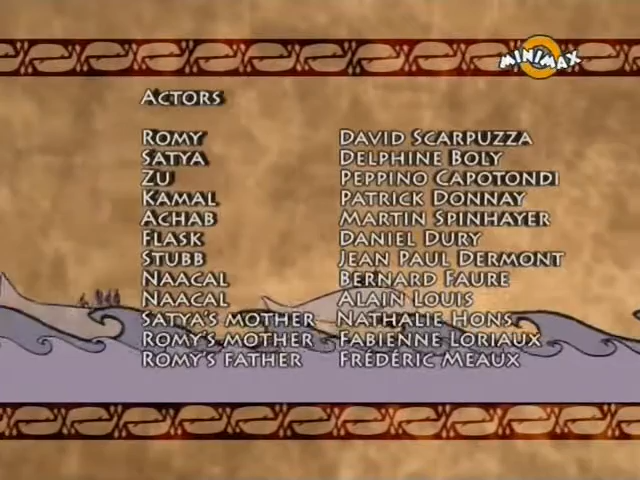 MINIMAX
ACTORS
ROMY DAVID SCARPUZZA
SATYA DELPHINE BOLY
ZU PEPPINO CAPOTONDI
KAMAL PATRICK DONNAY
ACHAB MARTIN SPINHAYER
FLASK DANIEL DURY
STUBB JEAN PAUL DERMONT
NAACAL BERNARD FAURE
NAACAL ALAIN LOUIS
SATYA'S MOTHER NATHALIE HONS
ROMY'S MOTHER FABIENNE LORIAUX
ROMY'S FATHER FRÉDÉRIC MEAUX